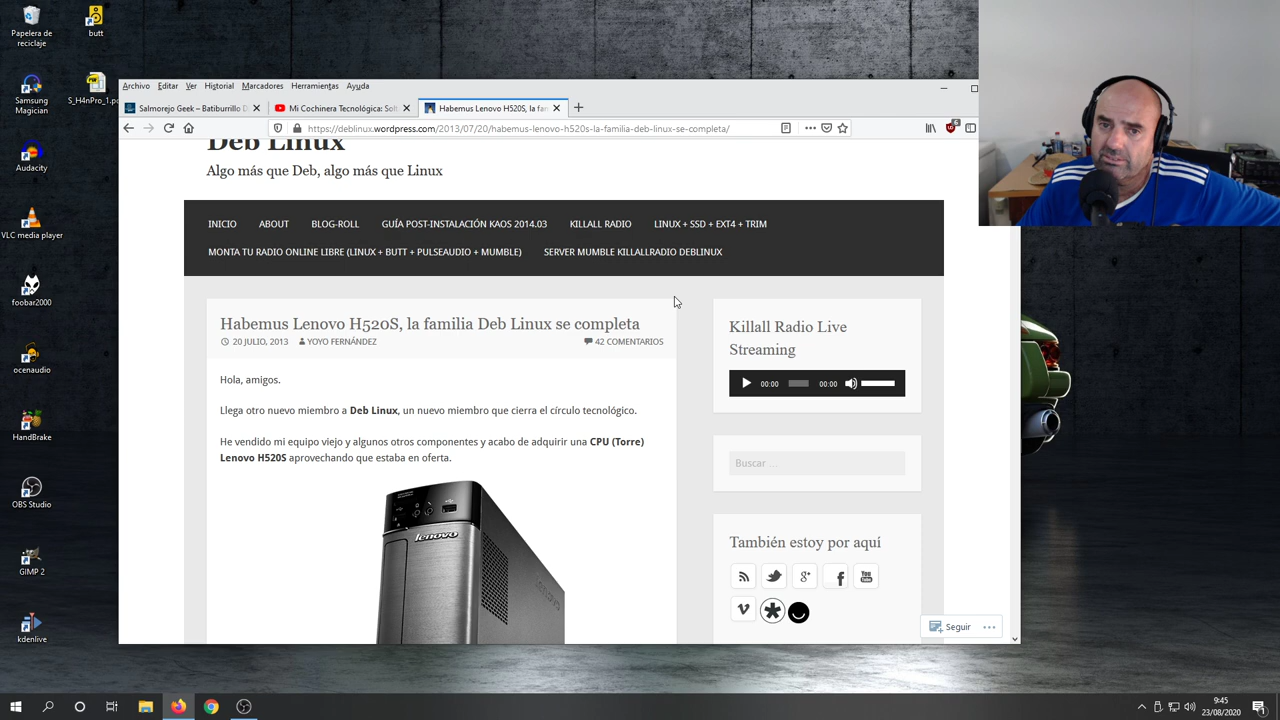 Papelera de
reciclaje
butt
Samsung
Magician
S_H4nPro_1.p
Audacity
VLC media player
foobar2000
ocenaudio
HandBrake
OBS Studio
GIMP 2
kdenlive
Archivo Editar Ver Historial Marcadores Herramientas Ayuda
Salmorejo Geek – Batiburrillo D
Mi Cochinera Tecnológica: Sof
Habemus Lenovo H520S, la fam
https://deblinux.wordpress.com/2013/07/20/habemus-lenovo-h520s-la-familia-deb-linux-se-completa/
6
Deb Linux
Algo más que Deb, algo más que Linux
INICIO ABOUT BLOG-ROLL GUÍA POST-INSTALACIÓN KAOS 2014.03 KILLALL RADIO LINUX + SSD + EXT4 + TRIM
MONTA TU RADIO ONLINE LIBRE (LINUX + BUTT + PULSEAUDIO + MUMBLE) SERVER MUMBLE KILLALLRADIO DEBLINUX
Habemus Lenovo H520S, la familia Deb Linux se completa
20 JULIO, 2013 YOYO FERNÁNDEZ 42 COMENTARIOS
Hola, amigos.
Llega otro nuevo miembro a Deb Linux, un nuevo miembro que cierra el círculo tecnológico.
He vendido mi equipo viejo y algunos otros componentes y acabo de adquirir una CPU (Torre)
Lenovo H520S aprovechando que estaba en oferta.
lenovo
Killall Radio Live
Streaming
00:00 00:00
Buscar …
También estoy por aquí
g+ f You Tube
Seguir
9:45
23/08/2020
1